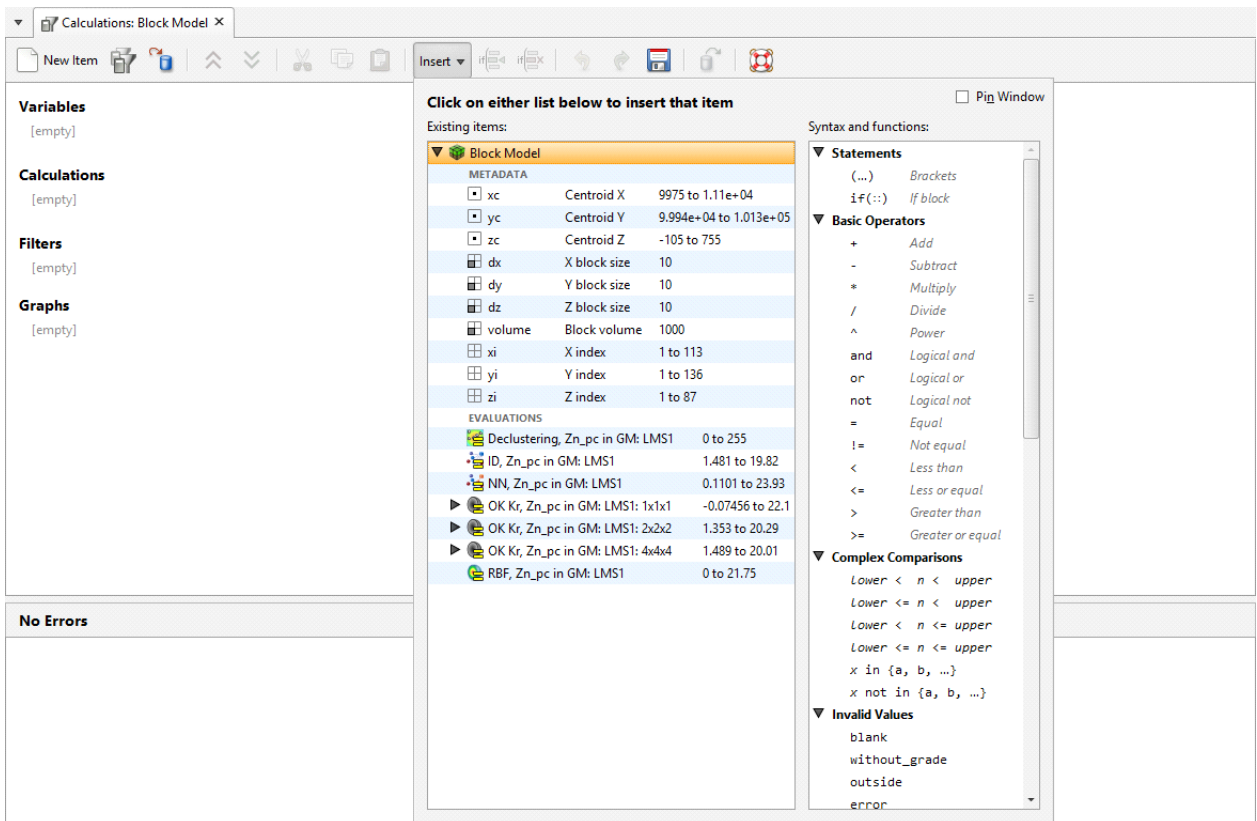 Calculations: Block Model ×
New Item
Insert
if
if
Click on either list below to insert that item
Pin Window
Variables
[empty]
Calculations
[empty]
Filters
[empty]
Graphs
[empty]
No Errors
Existing items:
Block Model
METADATA
xc Centroid X 9975 to 1.11e+04
yc Centroid Y 9.994e+04 to 1.013e+05
zc Centroid Z -105 to 755
dx X block size 10
dy Y block size 10
dz Z block size 10
volume Block volume 1000
xi X index 1 to 113
yi Y index 1 to 136
zi Z index 1 to 87
EVALUATIONS
Declustering, Zn_pc in GM: LMS1 0 to 255
ID, Zn_pc in GM: LMS1 1.481 to 19.82
NN, Zn_pc in GM: LMS1 0.1101 to 23.93
OK Kr, Zn_pc in GM: LMS1: 1x1x1 -0.07456 to 22.1
OK Kr, Zn_pc in GM: LMS1: 2x2x2 1.353 to 20.29
OK Kr, Zn_pc in GM: LMS1: 4x4x4 1.489 to 20.01
RBF, Zn_pc in GM: LMS1 0 to 21.75
Syntax and functions:
Statements
(…) Brackets
if(::) If block
Basic Operators
+ Add
- Subtract
* Multiply
/ Divide
^ Power
and Logical and
or Logical or
not Logical not
= Equal
!= Not equal
< Less than
<= Less or equal
> Greater than
>= Greater or equal
Complex Comparisons
lower < n < upper
lower <= n < upper
lower < n <= upper
lower <= n <= upper
x in {a, b, …}
x not in {a, b, …}
Invalid Values
blank
without_grade
outside
error